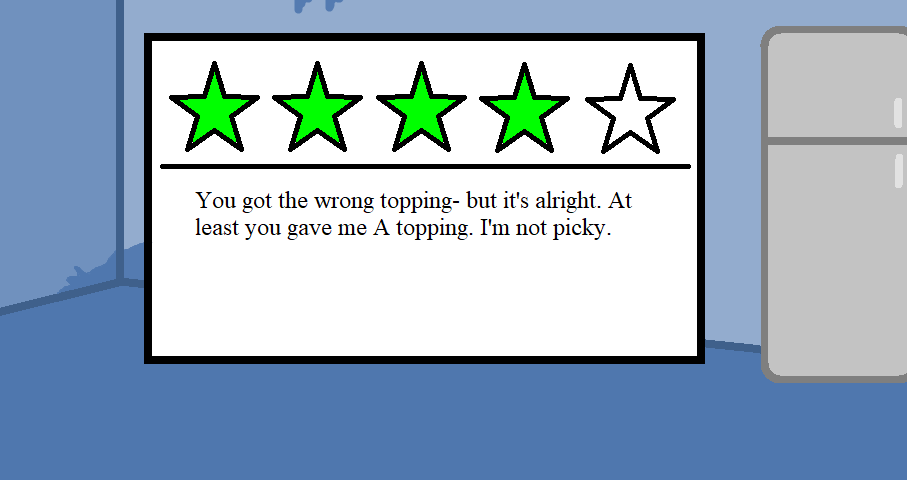 You got the wrong topping- but it's alright. At
least you gave me A topping. I'm not picky.